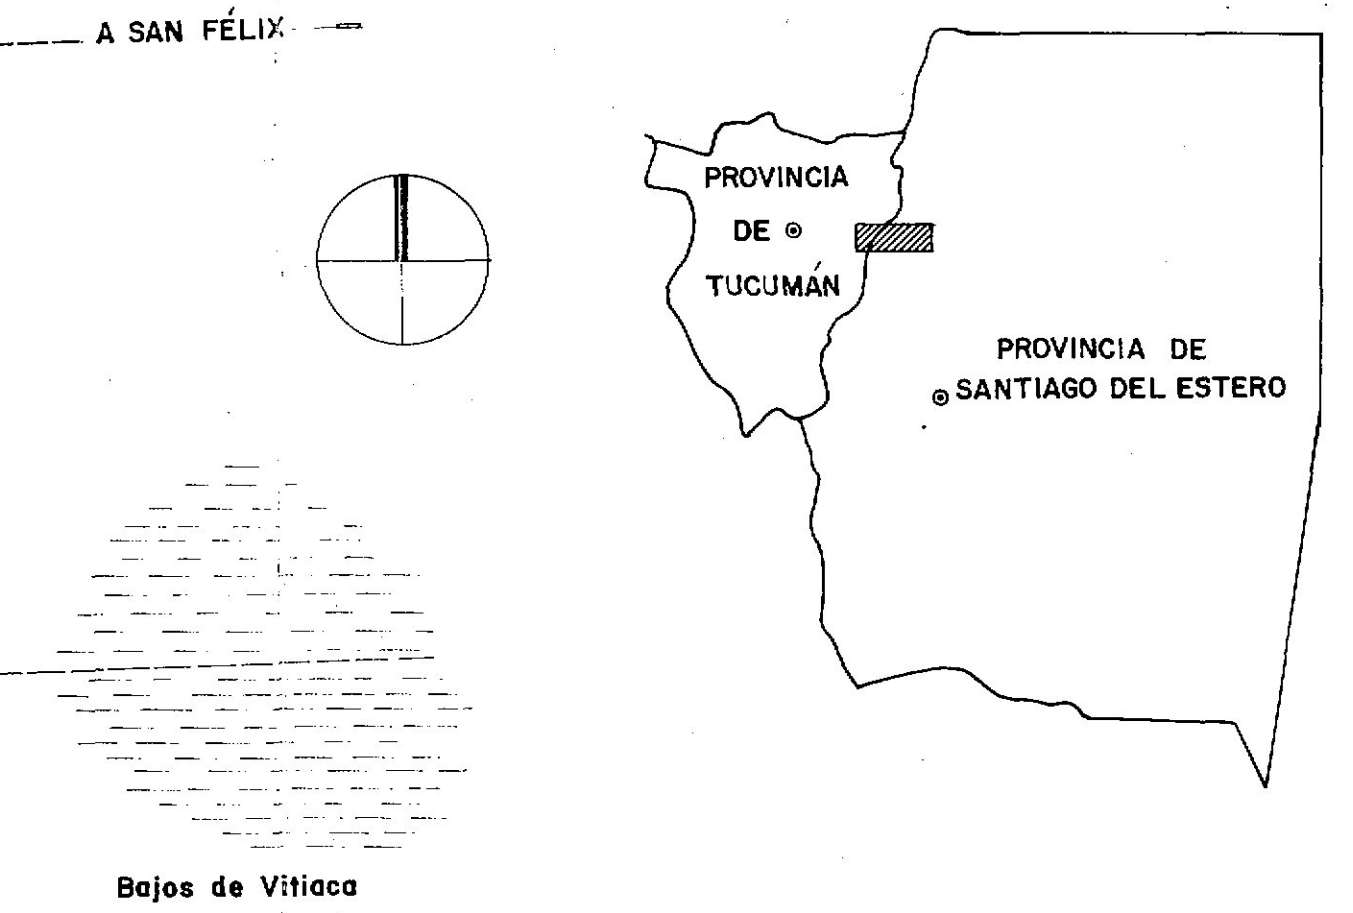 A SAN FÉLIX
PROVINCIA
DE
TUCUMÁN
PROVINCIA DE
SANTIAGO DEL ESTERO
Bajos de Vitiaca